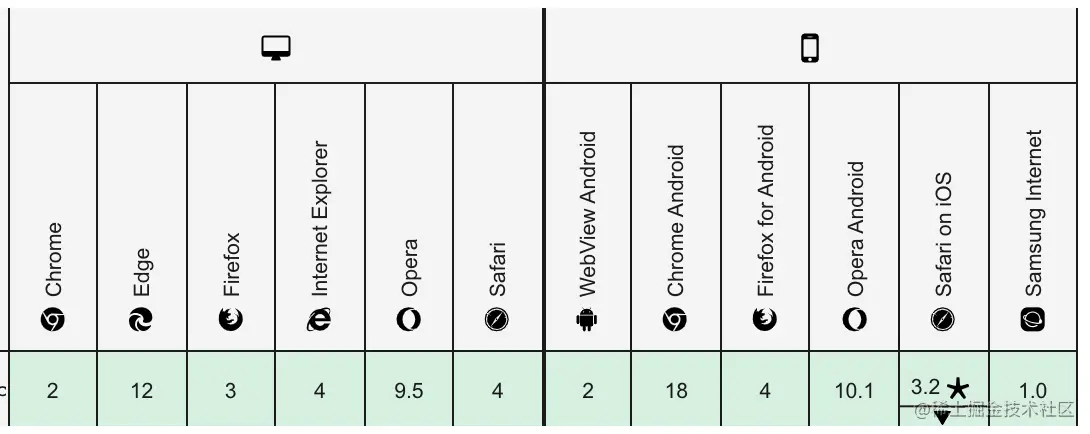 Chrome
Edge
Firefox
Internet Explorer
Opera
Safari
WebView Android
Chrome Android
Firefox for Android
Opera Android
Safari on iOS
Samsung Internet
2 12 3 4 9.5 4 2 18 4 10.1 3.2 1.0
@稀土掘金技术社区